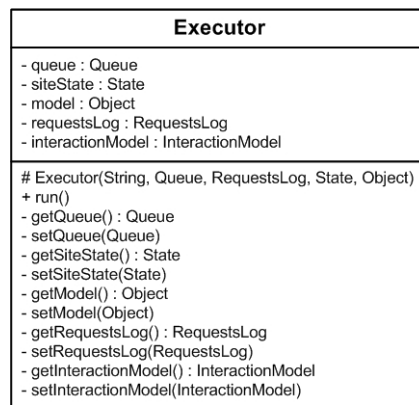 Executor
- queue : Queue
- siteState : State
- model : Object
- requestsLog : RequestsLog
- interactionModel : InteractionModel
# Executor(String, Queue, RequestsLog, State, Object)
+ run()
- getQueue() : Queue
- setQueue(Queue)
- getSiteState() : State
- setSiteState(State)
- getModel() : Object
- setModel(Object)
- getRequestsLog() : RequestsLog
- setRequestsLog(RequestsLog)
- getInteractionModel() : InteractionModel
- setInteractionModel(InteractionModel)